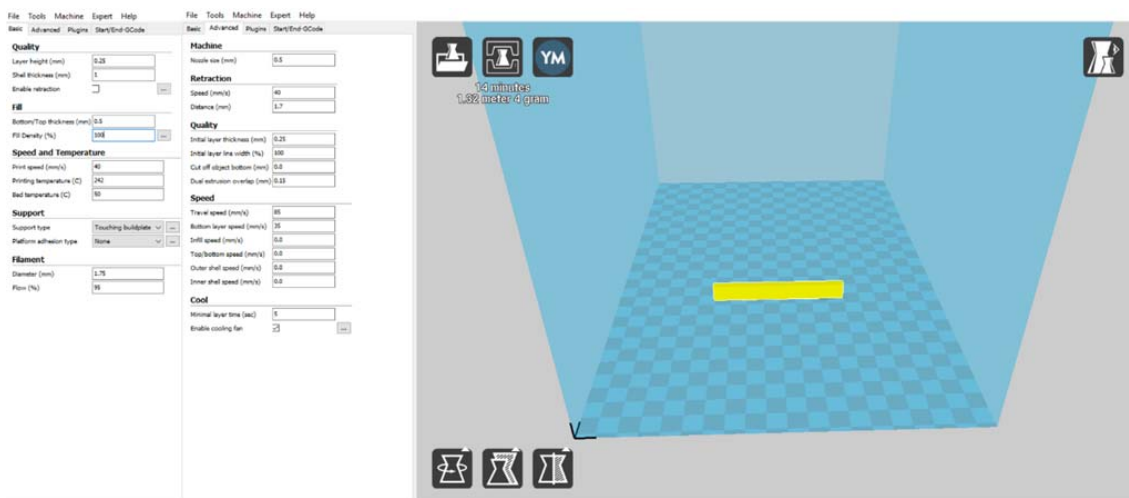 File Tools Machine Expert Help
Basic Advanced Plugins Start/End-GCode
Quality
Layer height (mm) 0.25
Shell thickness (mm) 1
Enable retraction ...
Fill
Bottom/Top thickness (mm) 0.5
Fill Density (%) 100 ...
Speed and Temperature
Print speed (mm/s) 40
Printing temperature (C) 242
Bed temperature (C) 50
Support
Support type Touching buildplate ...
Platform adhesion type None ...
Filament
Diameter (mm) 1.75
Flow (%) 95
File Tools Machine Expert Help
Basic Advanced Plugins Start/End-GCode
Machine
Nozzle size (mm) 0.5
Retraction
Speed (mm/s) 40
Distance (mm) 1.7
Quality
Initial layer thickness (mm) 0.25
Initial layer line width (%) 100
Cut off object bottom (mm) 0.0
Dual extrusion overlap (mm) 0.15
Speed
Travel speed (mm/s) 85
Bottom layer speed (mm/s) 35
Infill speed (mm/s) 0.0
Top/bottom speed (mm/s) 0.0
Outer shell speed (mm/s) 0.0
Inner shell speed (mm/s) 0.0
Cool
Minimal layer time (sec) 5
Enable cooling fan ...
YM
14 minutes
1.32 meter 4 gram